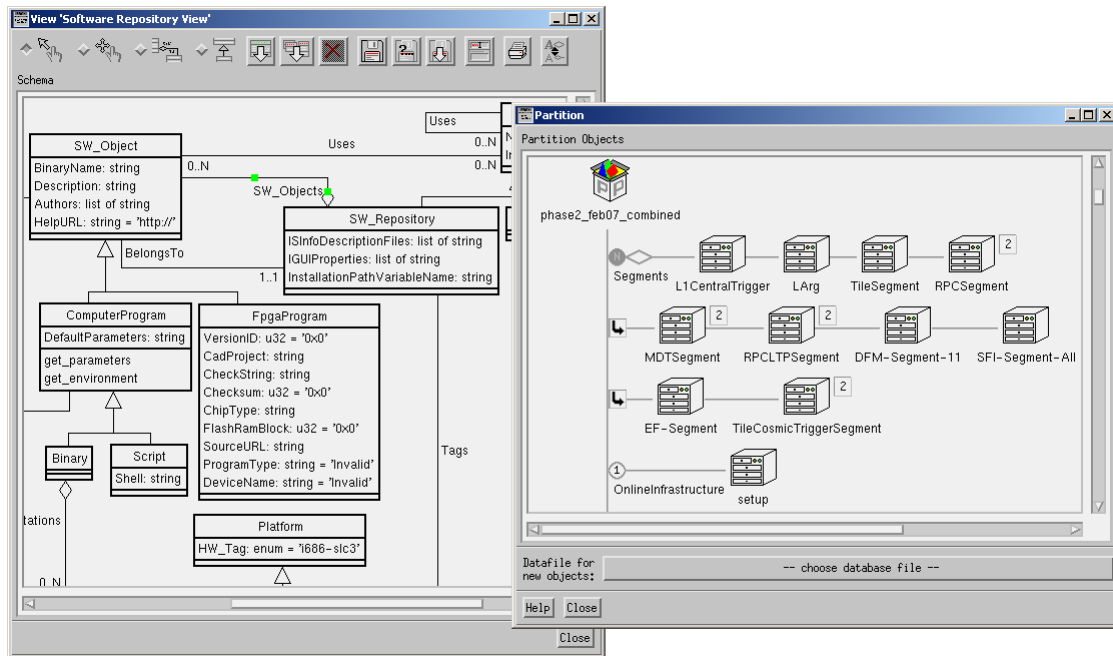 View 'Software Repository View'
Schema
Uses
SW_Object
BinaryName: string
Description: string
Authors: list of string
HelpURL: string = 'http://'
Uses
0..N
0..N
0..N
SW_Objects
SW_Repository
ISInfoDescriptionFiles: list of string
IGUIProperties: list of string
InstallationPathVariableName: string
BelongsTo
1..1
ComputerProgram
DefaultParameters: string
get_parameters
get_environment
FpgaProgram
VersionID: u32 = '0x0'
CadProject: string
CheckString: string
Checksum: u32 = '0x0'
ChipType: string
FlashRamBlock: u32 = '0x0'
SourceURL: string
ProgramType: string = 'Invalid'
DeviceName: string = 'Invalid'
Binary
Script
Shell: string
Tags
tations
0..N
Platform
HW_Tag: enum = 'i686-slc3'
Close
Partition
Partition Objects
phase2_feb07_combined
N
Segments
L1CentralTrigger
LArg
TileSegment
RPCSegment
2
MDTSegment
2
RPCLTPSegment
2
DFM-Segment-11
SFI-Segment-All
EF-Segment
TileCosmicTriggerSegment
2
1
OnlineInfrastructure
setup
Datafile for
new objects:
-- choose database file --
Help
Close